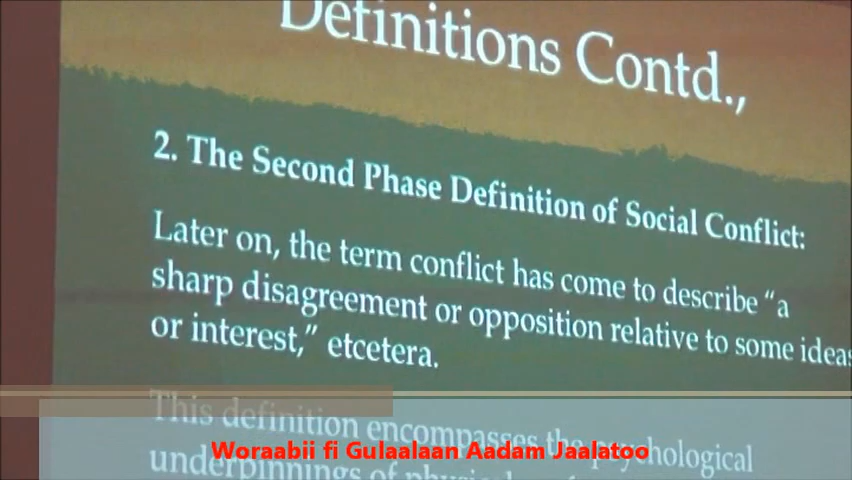 Definitions Contd.,
2. The Second Phase Definition of Social Conflict:
Later on, the term conflict has come to describe “a
sharp disagreement or opposition relative to some ideas
or interest,” etcetera.
This definition encompasses the psychological
underpinnings of
Woraabii fi Gulaalaan Aadam Jaalatoo